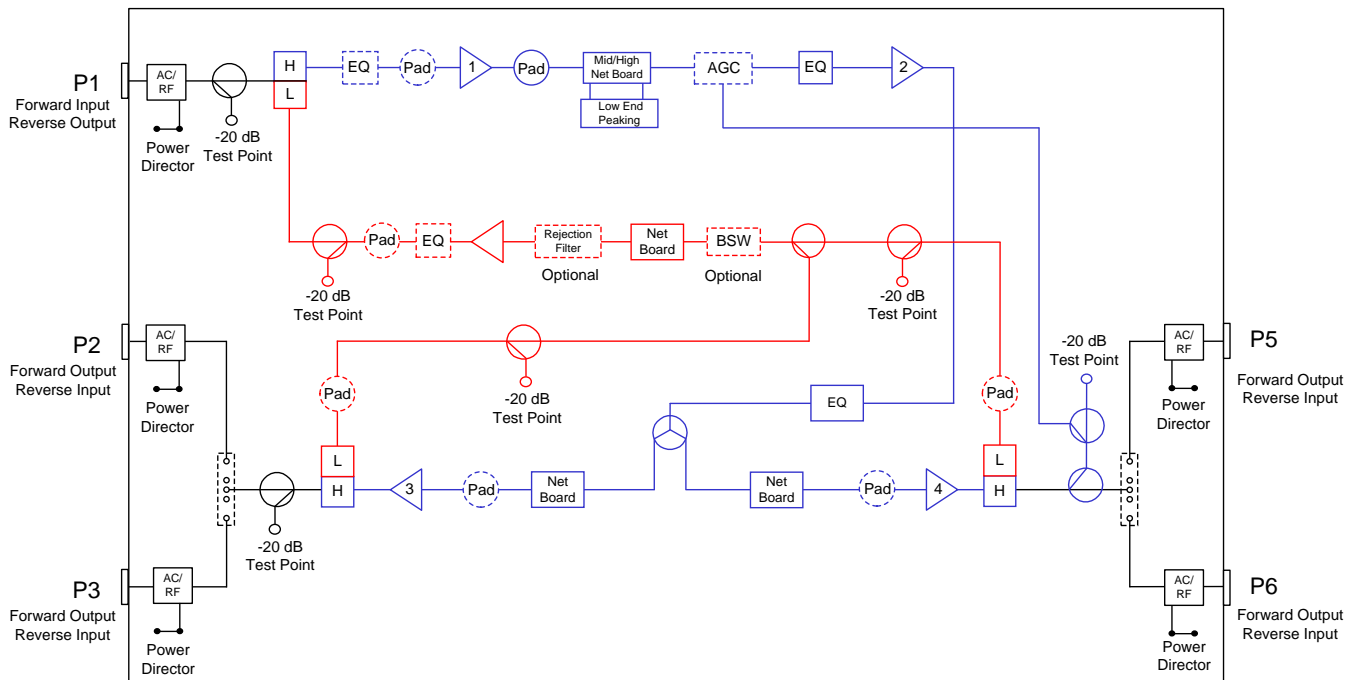 P1
Forward Input
Reverse Output
AC/
RF
Power
Director
-20 dB
Test Point
H
L
EQ
Pad
1
Pad
Mid/High
Net Board
Low End
Peaking
AGC
EQ
2
-20 dB
Test Point
Pad
EQ
Rejection
Filter
Optional
Net
Board
BSW
Optional
-20 dB
Test Point
P2
Forward Output
Reverse Input
AC/
RF
Power
Director
Pad
-20 dB
Test Point
EQ
Pad
-20 dB
Test Point
AC/
RF
Power
Director
P5
Forward Output
Reverse Input
L
H
3
Pad
Net
Board
Net
Board
Pad
4
L
H
-20 dB
Test Point
P3
Forward Output
Reverse Input
AC/
RF
Power
Director
AC/
RF
Power
Director
P6
Forward Output
Reverse Input